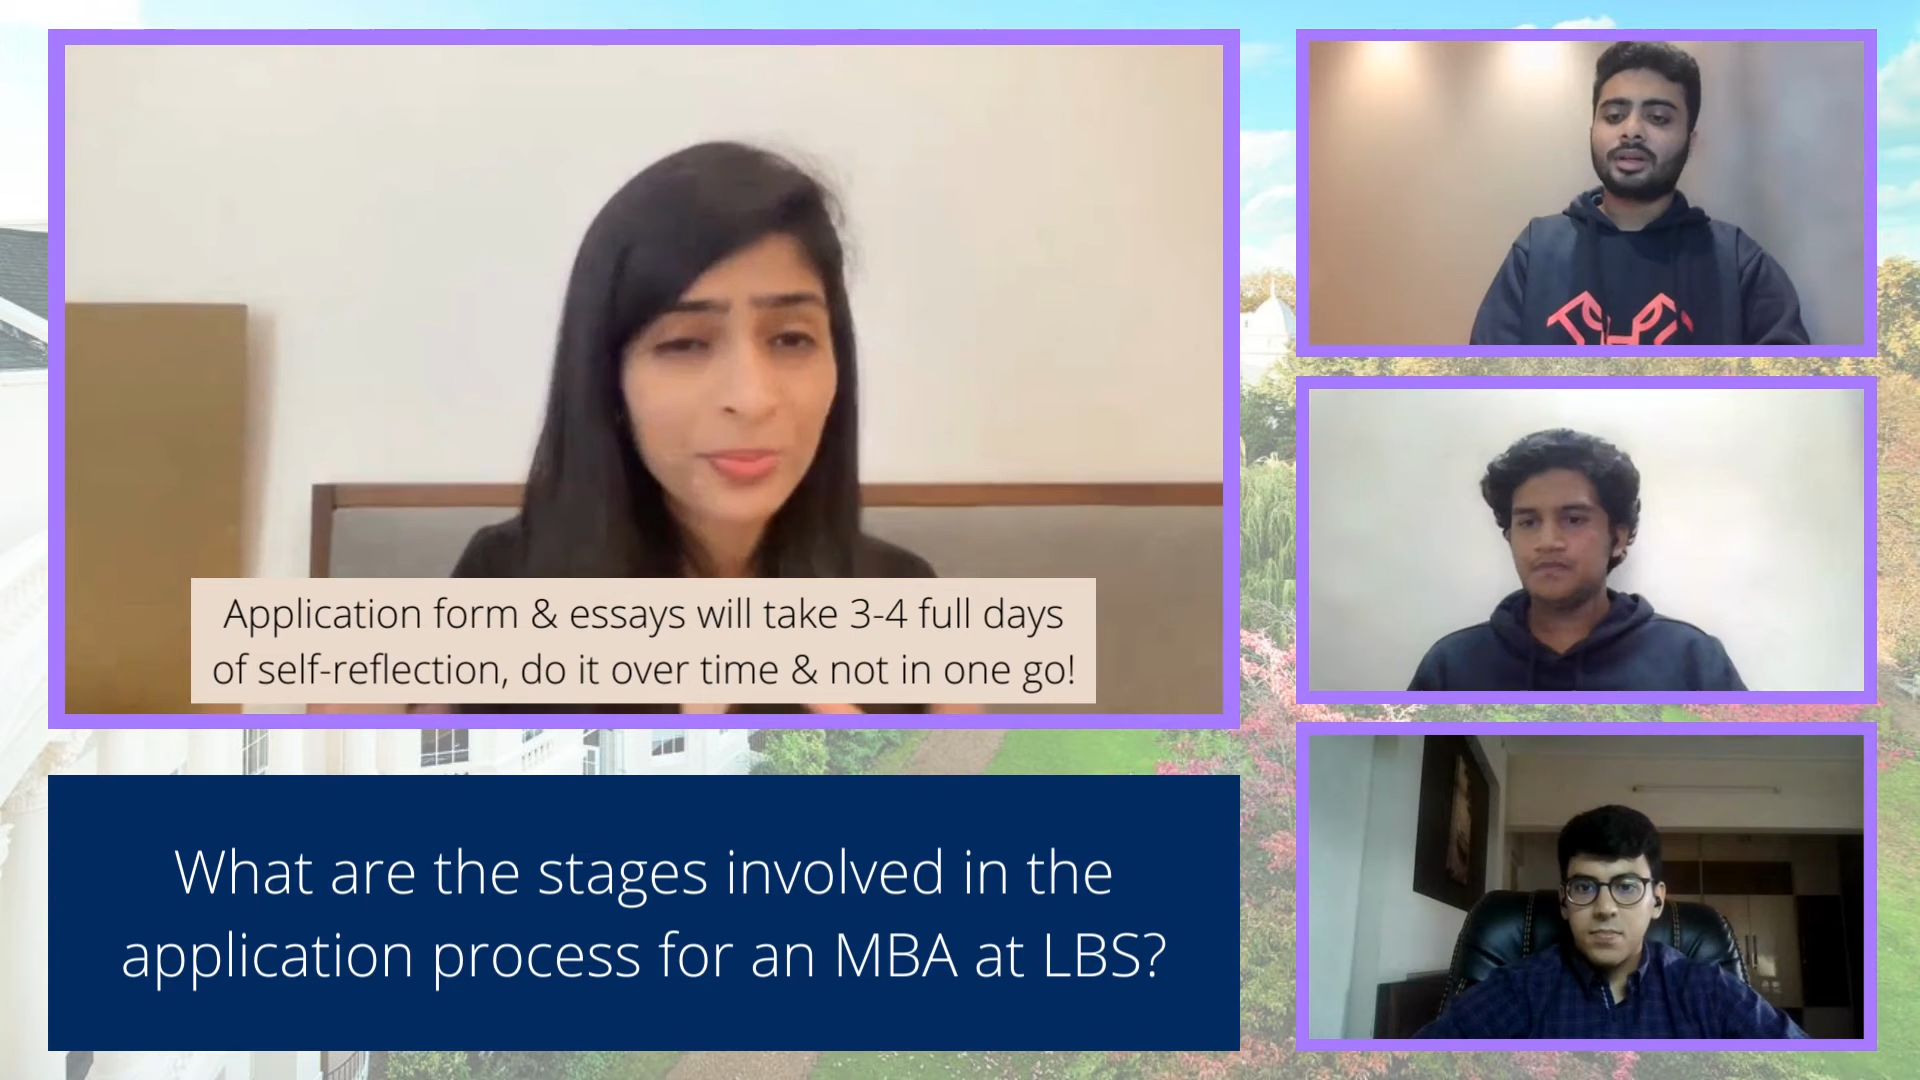 Application form & essays will take 3-4 full days
of self-reflection, do it over time & not in one go!
What are the stages involved in the
application process for an MBA at LBS?